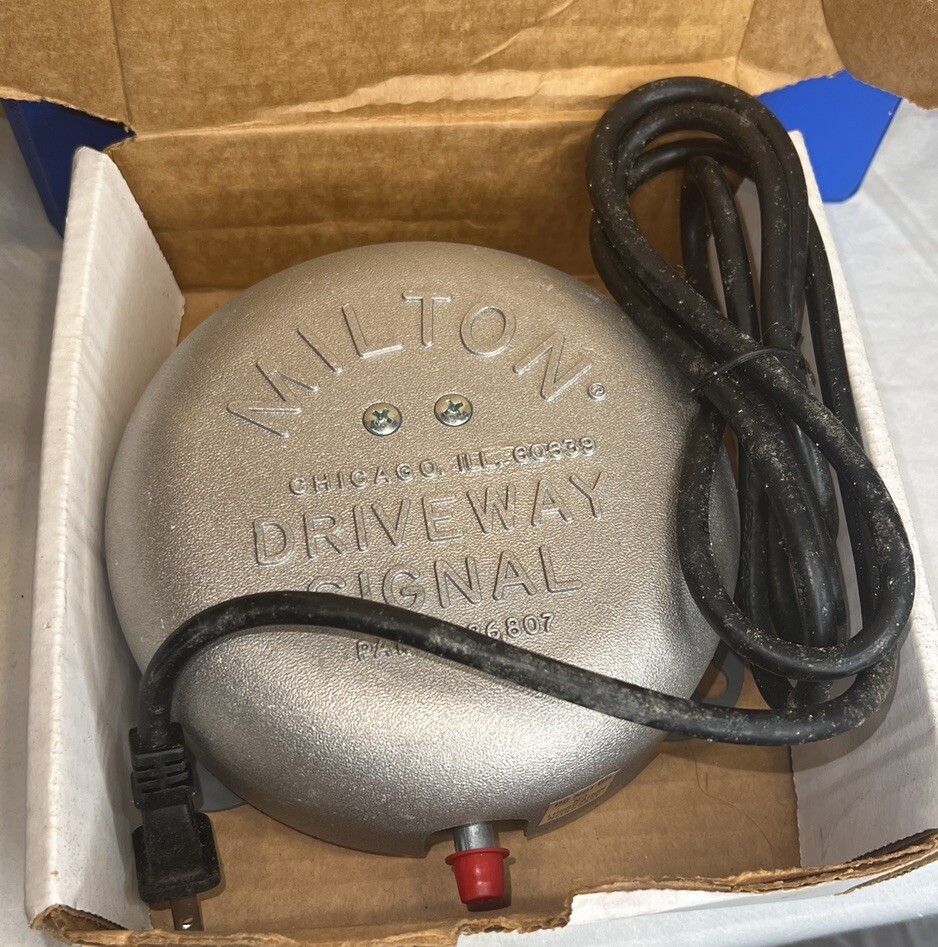 MILTON®
CHICAGO, ILL. 60639
DRIVEWAY
SIGNAL